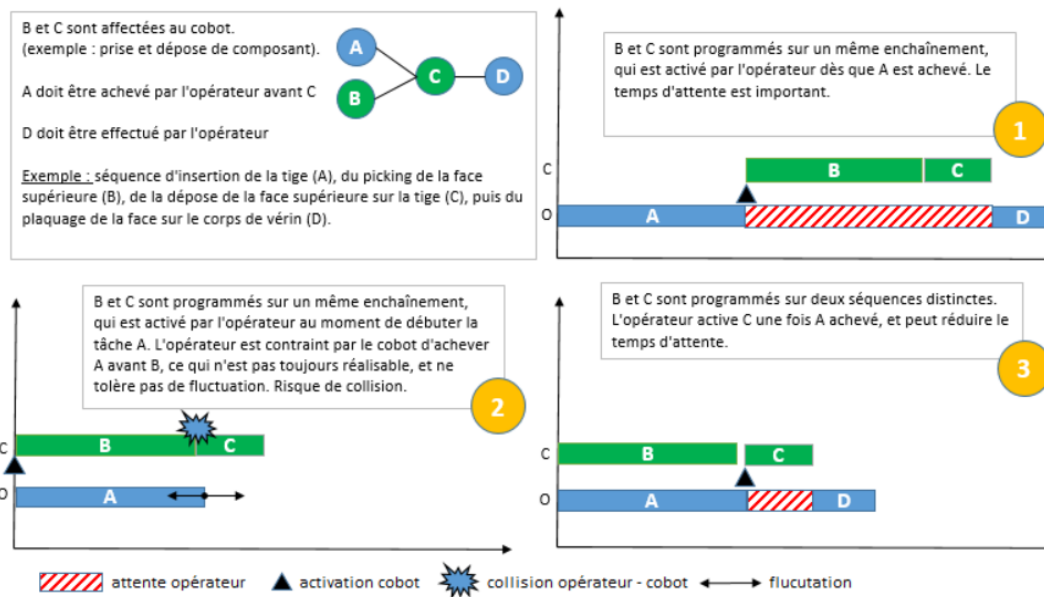 B et C sont affectées au cobot.
(exemple : prise et dépose de composant).
A doit être achevé par l'opérateur avant C
D doit être effectué par l'opérateur
Exemple : séquence d'insertion de la tige (A), du picking de la face
supérieure (B), de la dépose de la face supérieure sur la tige (C), puis du
plaquage de la face sur le corps de vérin (D).
A
B
C
D
B et C sont programmés sur un même enchaînement,
qui est activé par l'opérateur dès que A est achevé. Le
temps d'attente est important.
1
C
B
C
O
A
D
B et C sont programmés sur un même enchaînement,
qui est activé par l'opérateur au moment de débuter la
tâche A. L'opérateur est contraint par le cobot d'achever
A avant B, ce qui n'est pas toujours réalisable, et ne
tolère pas de fluctuation. Risque de collision.
2
C
B
C
O
A
B et C sont programmés sur deux séquences distinctes.
L'opérateur active C une fois A achevé, et peut réduire le
temps d'attente.
3
C
B
C
O
A
D
attente opérateur
activation cobot
collision opérateur - cobot
flucutation